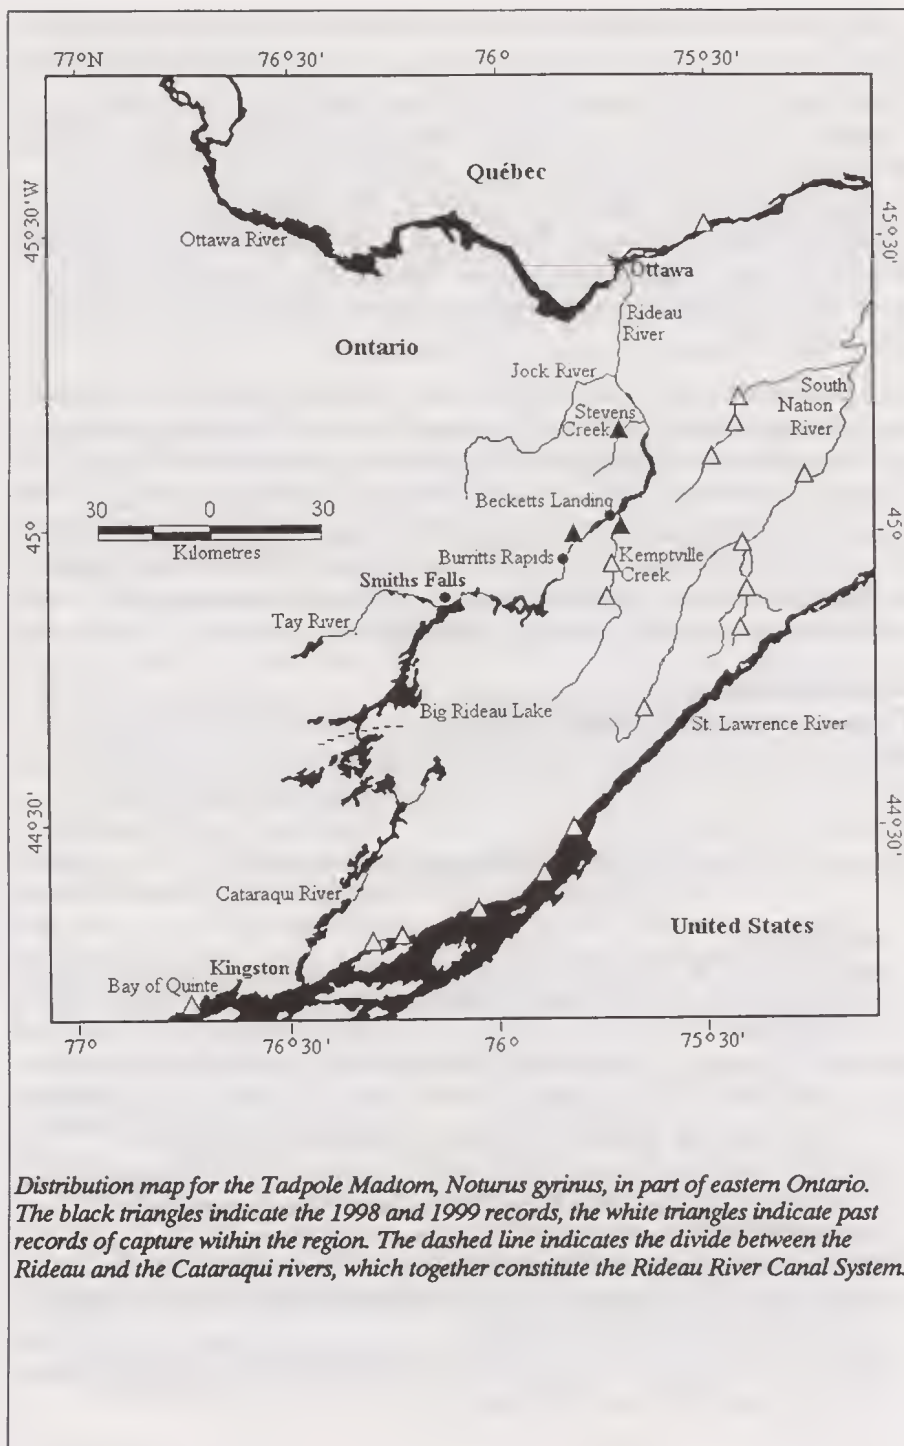 77°N 76°30' 76° 75°30'
Québec
45°30'W
45°30'
Ottawa River
Ottawa
Rideau
River
Ontario
Jock River
South
Nation
River
Stevens
Creek
30 0 30
Kilometres
Becketts Landing
45°
45°
Burritts Rapids
Kemptville
Creek
Smiths Falls
Tay River
Big Rideau Lake
St. Lawrence River
44°30'
44°30'
Cataraqui River
United States
Kingston
Bay of Quinte
77° 76°30' 76° 75°30'
Distribution map for the Tadpole Madtom, Noturus gyrinus, in part of eastern Ontario.
The black triangles indicate the 1998 and 1999 records, the white triangles indicate past
records of capture within the region. The dashed line indicates the divide between the
Rideau and the Cataraqui rivers, which together constitute the Rideau River Canal System.